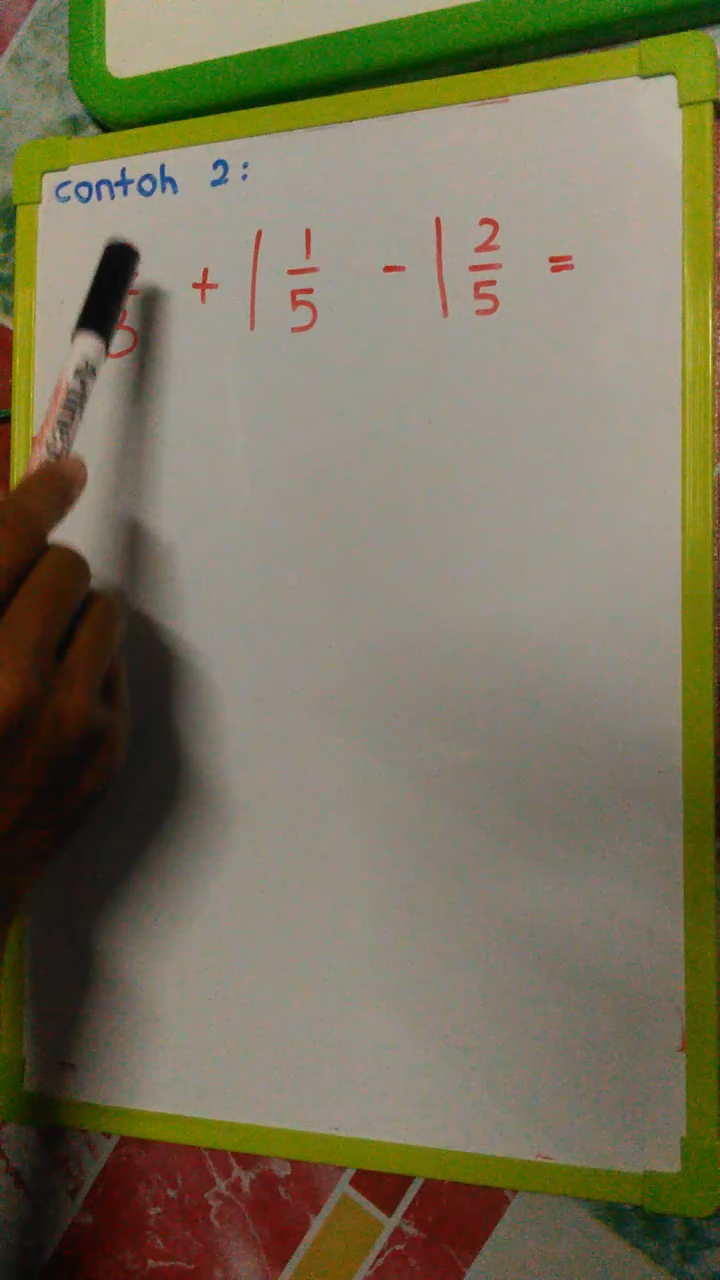 contoh 2:
+ 1 1/5 - 1 2/5 =